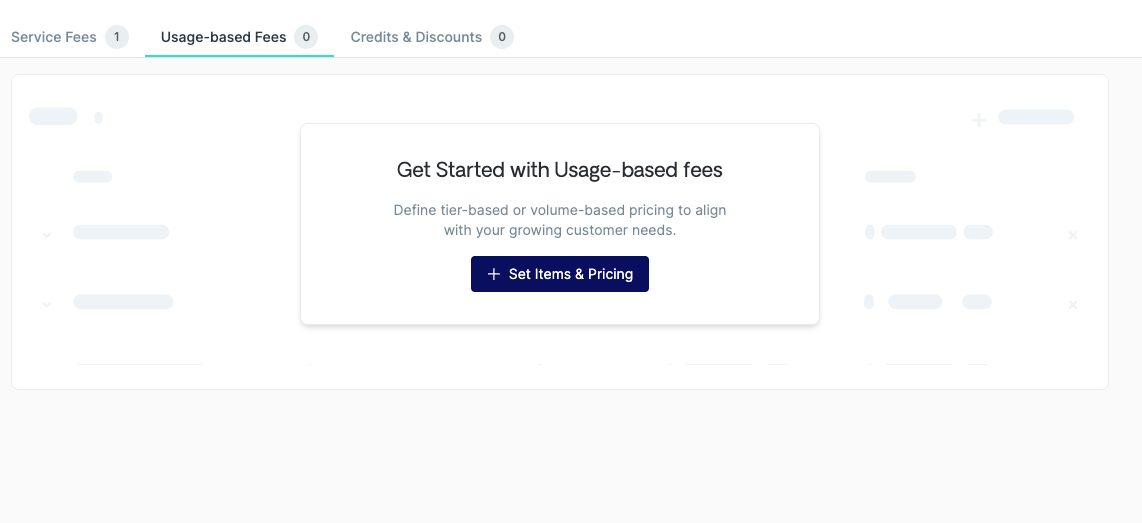 Service Fees 1 Usage-based Fees 0 Credits & Discounts 0
Get Started with Usage-based fees
Define tier-based or volume-based pricing to align
with your growing customer needs.
+ Set Items & Pricing